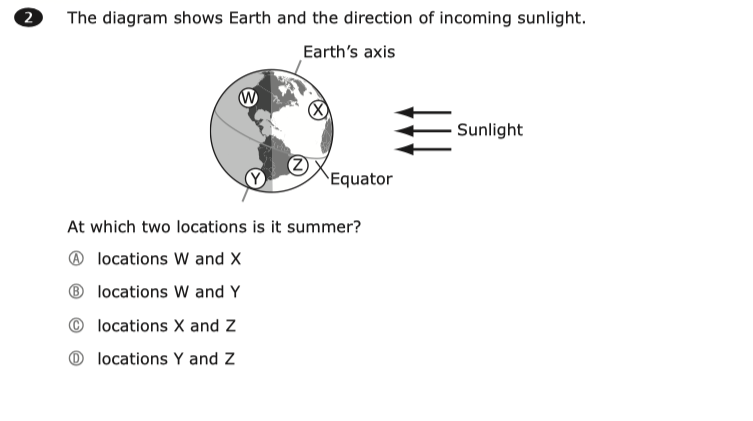 2 The diagram shows Earth and the direction of incoming sunlight.
Earth's axis
W
X
Sunlight
Z
Y
Equator
At which two locations is it summer?
Ⓐ locations W and X
Ⓑ locations W and Y
Ⓒ locations X and Z
Ⓓ locations Y and Z